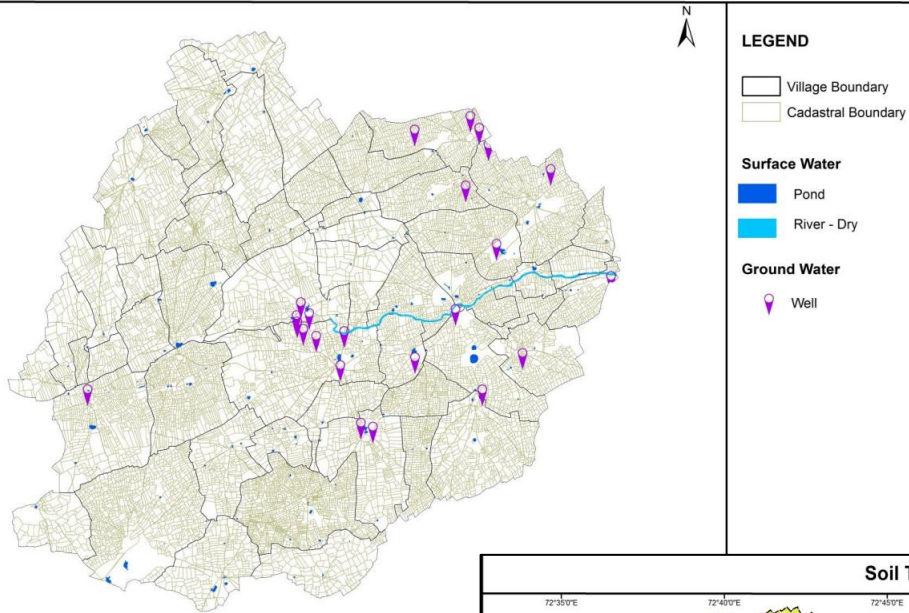 N
LEGEND
Village Boundary
Cadastral Boundary
Surface Water
Pond
River - Dry
Ground Water
Well
Soil
72°35'0"E
72°40'0"E
72°45'0"E